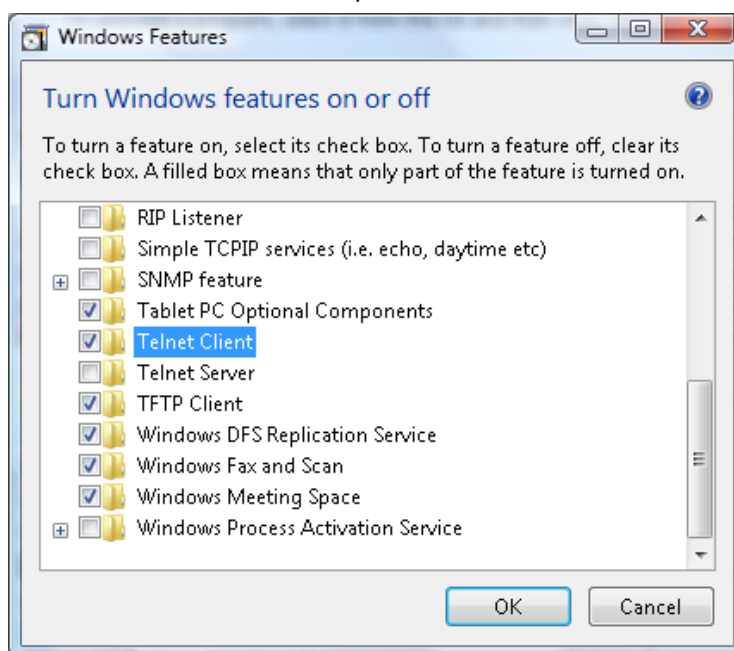 Windows Features
Turn Windows features on or off
To turn a feature on, select its check box. To turn a feature off, clear its
check box. A filled box means that only part of the feature is turned on.
RIP Listener
Simple TCPIP services (i.e. echo, daytime etc)
SNMP feature
Tablet PC Optional Components
Telnet Client
Telnet Server
TFTP Client
Windows DFS Replication Service
Windows Fax and Scan
Windows Meeting Space
Windows Process Activation Service
OK
Cancel